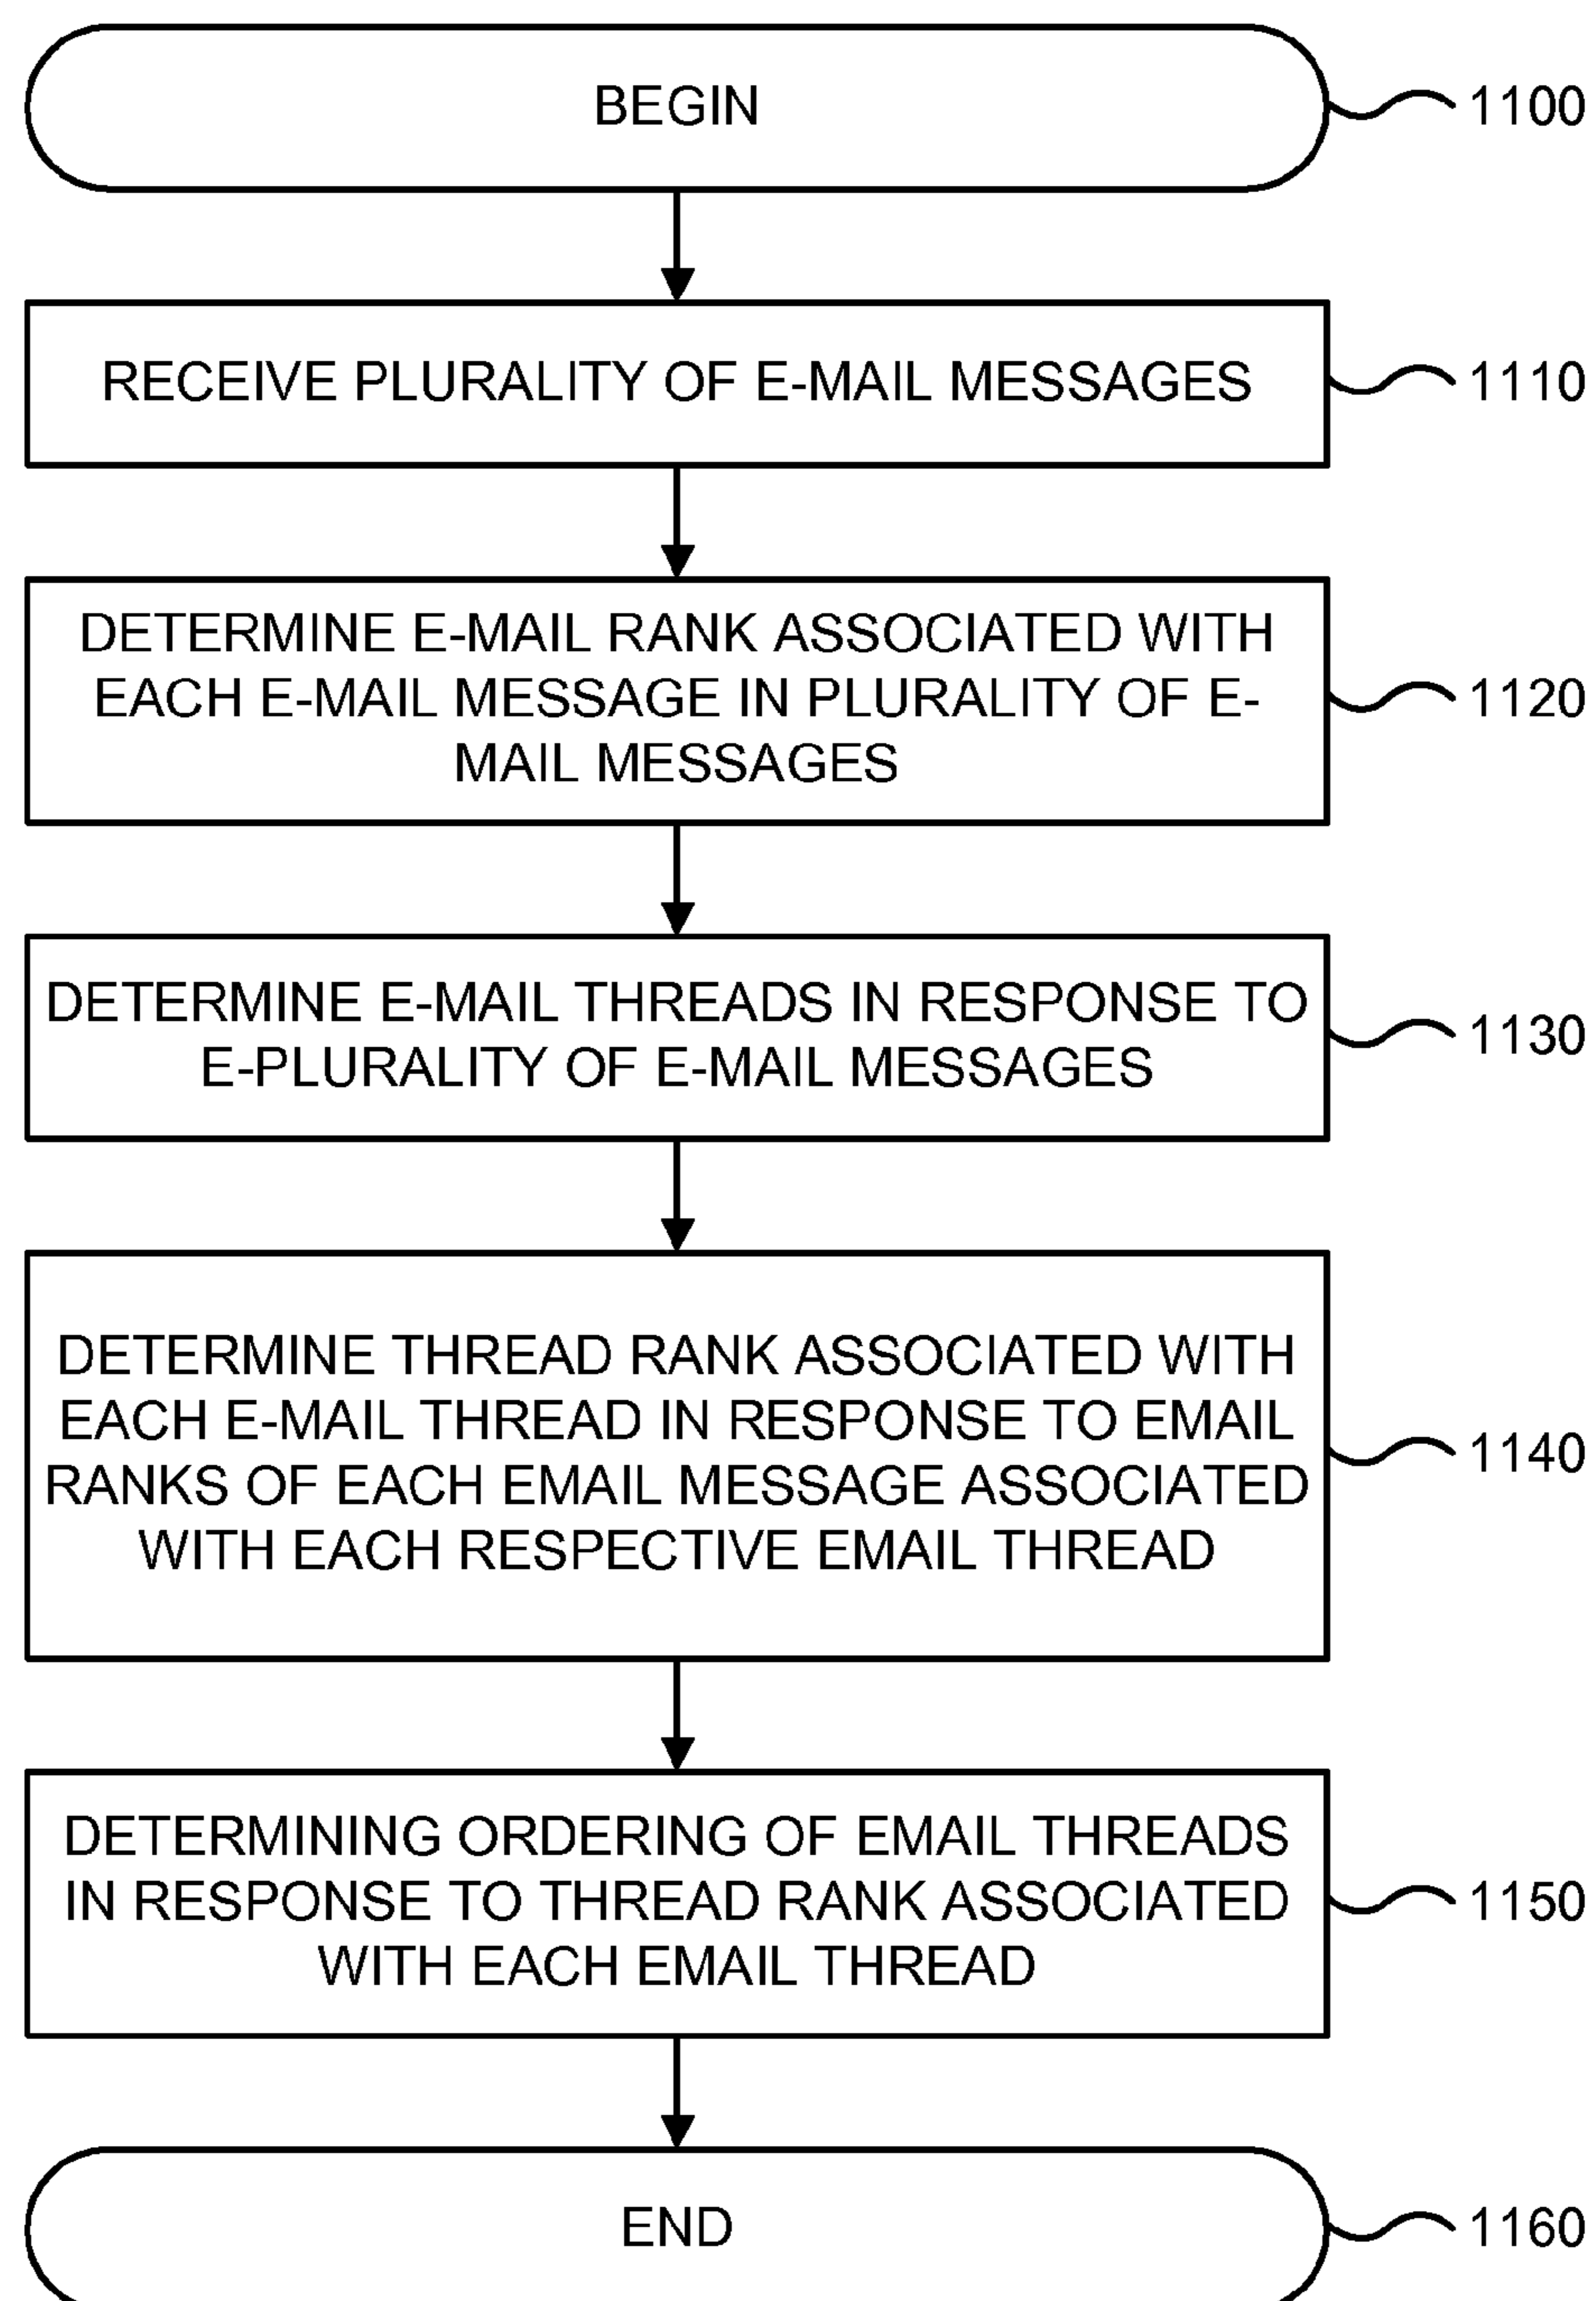 BEGIN
1100
RECEIVE PLURALITY OF E-MAIL MESSAGES
1110
DETERMINE E-MAIL RANK ASSOCIATED WITH
EACH E-MAIL MESSAGE IN PLURALITY OF E-
MAIL MESSAGES
1120
DETERMINE E-MAIL THREADS IN RESPONSE TO
E-PLURALITY OF E-MAIL MESSAGES
1130
DETERMINE THREAD RANK ASSOCIATED WITH
EACH E-MAIL THREAD IN RESPONSE TO EMAIL
RANKS OF EACH EMAIL MESSAGE ASSOCIATED
WITH EACH RESPECTIVE EMAIL THREAD
1140
DETERMINING ORDERING OF EMAIL THREADS
IN RESPONSE TO THREAD RANK ASSOCIATED
WITH EACH EMAIL THREAD
1150
END
1160